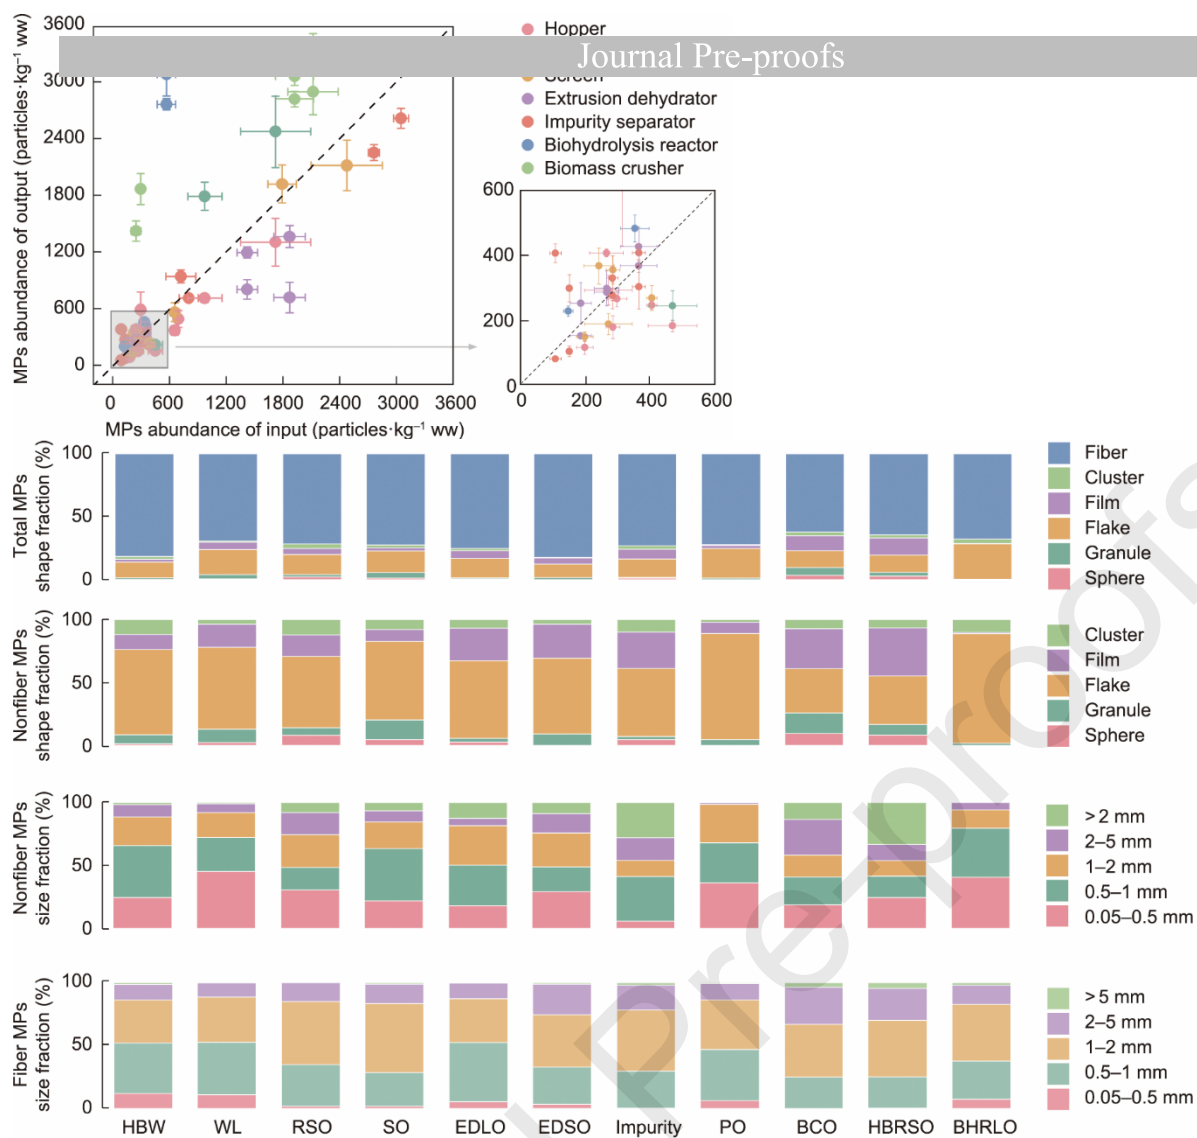 Journal Pre-proofs
3600
3000
2400
1800
1200
600
0
MPs abundance of output (particles·kg⁻¹ ww)
0 600 1200 1800 2400 3000 3600
MPs abundance of input (particles·kg⁻¹ ww)
Hopper
Screen
Extrusion dehydrator
Impurity separator
Biohydrolysis reactor
Biomass crusher
600
400
200
0
0 200 400 600
Total MPs
shape fraction (%)
100
50
0
Fiber
Cluster
Film
Flake
Granule
Sphere
Nonfiber MPs
shape fraction (%)
100
50
0
Cluster
Film
Flake
Granule
Sphere
Nonfiber MPs
size fraction (%)
100
50
0
>2 mm
2–5 mm
1–2 mm
0.5–1 mm
0.05–0.5 mm
Fiber MPs
size fraction (%)
100
50
0
>5 mm
2–5 mm
1–2 mm
0.5–1 mm
0.05–0.5 mm
HBW WL RSO SO EDLO EDSO Impurity PO BCO HBRSO BHRLO
Pre-proofs